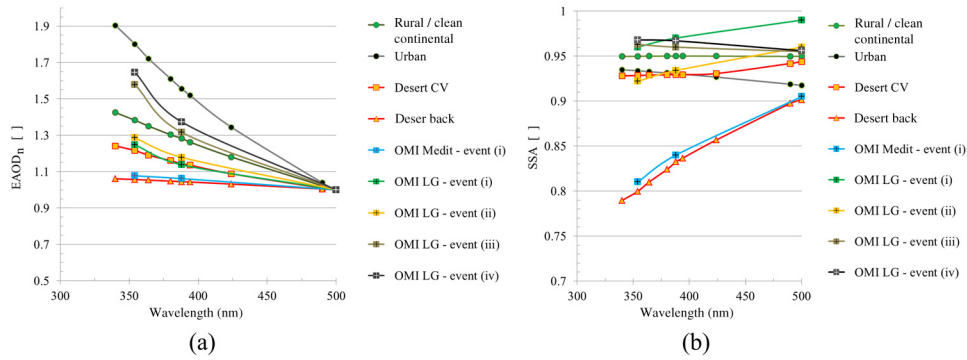 1.9
1.7
1.5
1.3
1.1
0.9
0.7
0.5
EAODn [ ]
300
350
400
450
500
Wavelength (nm)
Rural / clean
continental
Urban
Desert CV
Deser back
OMI Medit - event (i)
OMI LG - event (i)
OMI LG - event (ii)
OMI LG - event (iii)
OMI LG - event (iv)
(a)
1
0.95
0.9
0.85
0.8
0.75
0.7
SSA [ ]
300
350
400
450
500
Wavelength (nm)
Rural / clean
continental
Urban
Desert CV
Desert back
OMI Medit - event (i)
OMI LG - event (i)
OMI LG - event (ii)
OMI LG - event (iii)
OMI LG - event (iv)
(b)